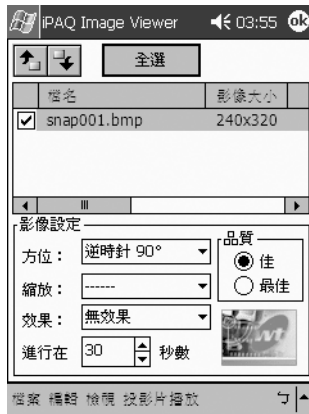 iPAQ Image Viewer 03:55 ok
全選
檔名 影像大小
snap001.bmp 240x320
影像設定
方位： 逆時針 90°
品質
佳
縮放： ------
最佳
效果： 無效果
進行在 30 秒數
檔案 編輯 檢視 投影片播放 ㄅ